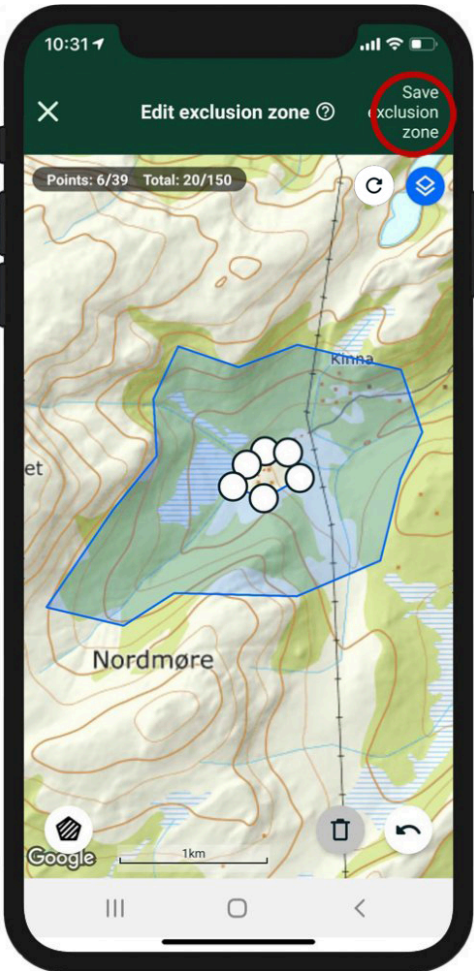 10:31
Edit exclusion zone ?
Save
exclusion
zone
Points: 6/39 Total: 20/150
Kinna
et
Nordmøre
Google
1km